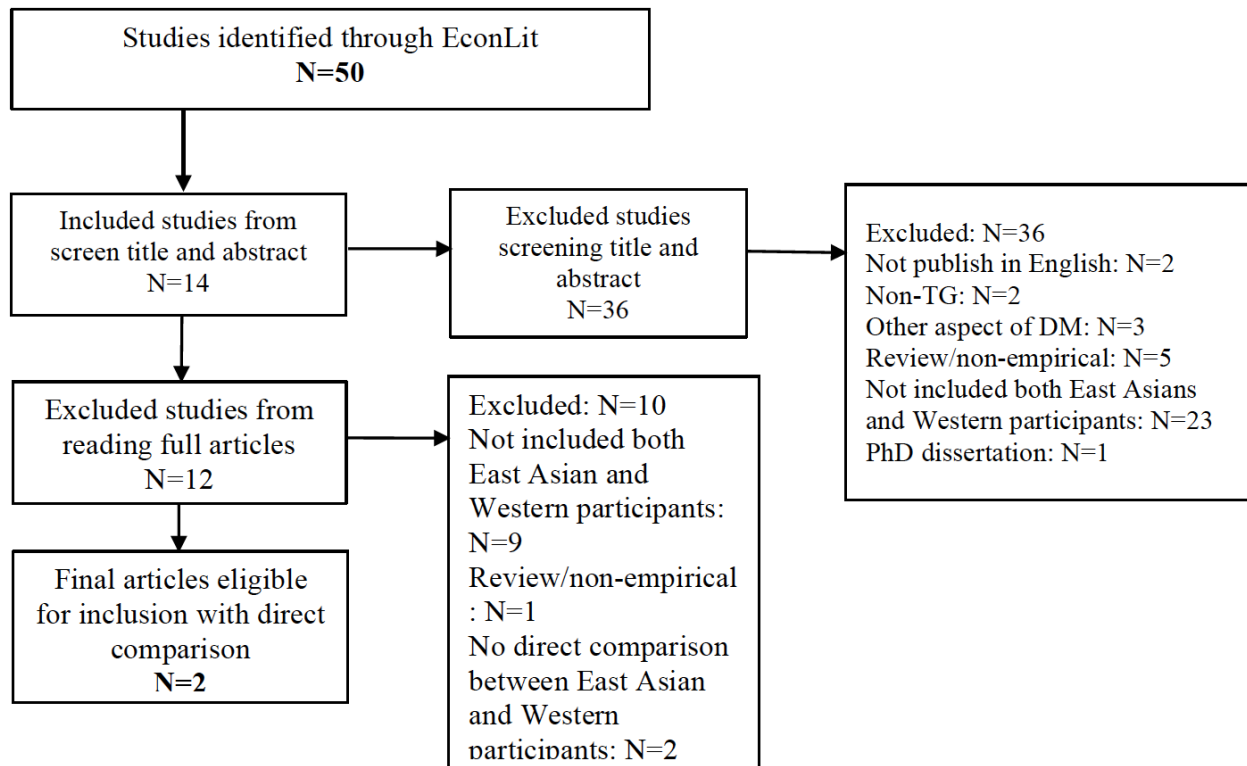 Studies identified through EconLit
N=50
Included studies from
screen title and abstract
N=14
Excluded studies
screening title and
abstract
N=36
Excluded: N=36
Not publish in English: N=2
Non-TG: N=2
Other aspect of DM: N=3
Review/non-empirical: N=5
Not included both East Asians
and Western participants: N=23
PhD dissertation: N=1
Excluded studies from
reading full articles
N=12
Excluded: N=10
Not included both
East Asian and
Western participants:
N=9
Review/non-empirical
: N=1
No direct comparison
between East Asian
and Western
participants: N=2
Final articles eligible
for inclusion with direct
comparison
N=2